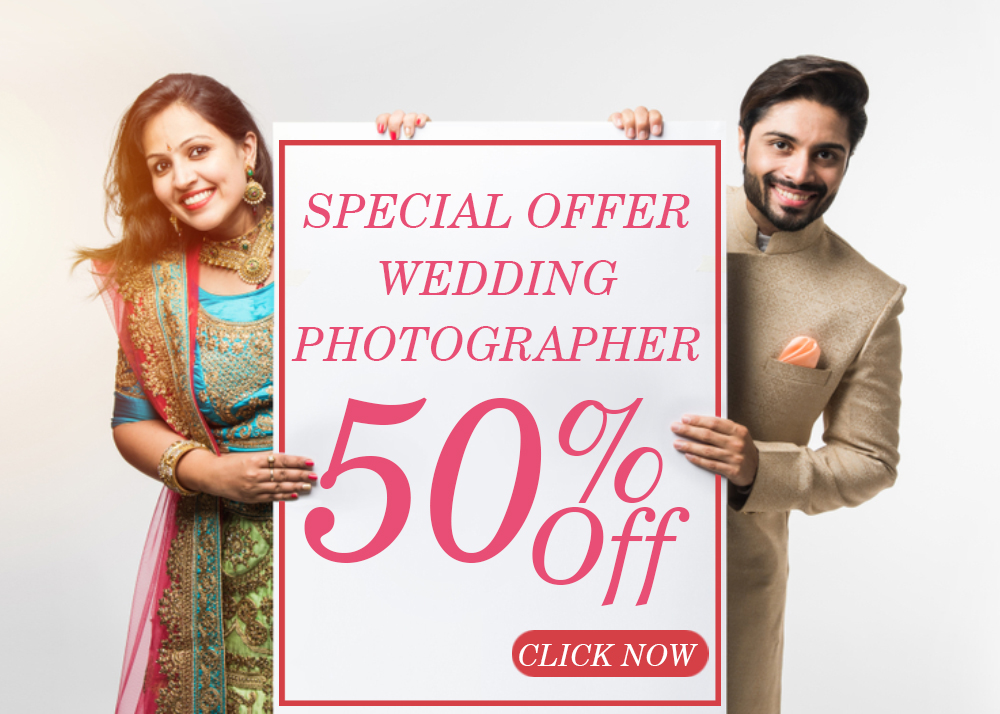 SPECIAL OFFER
WEDDING
PHOTOGRAPHER
50%
Off
CLICK NOW